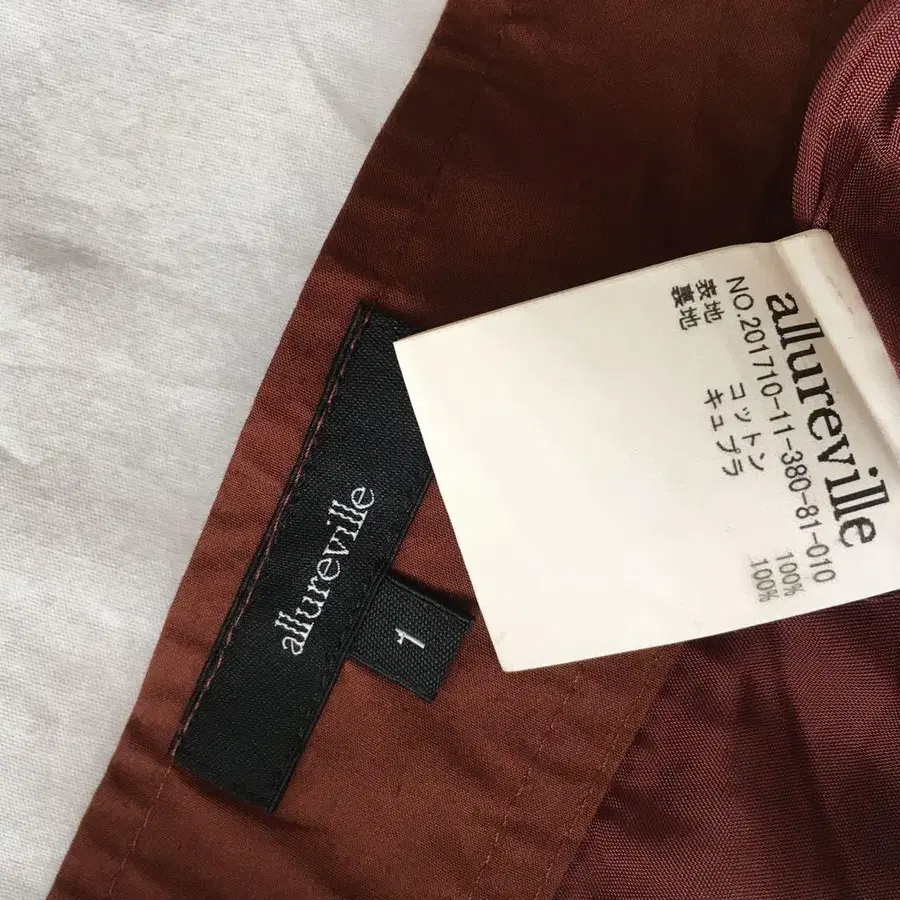 allureville
1
allureville
NO.201710-11-380-81-010
表地 コットン 100%
裏地 キュプラ 100%